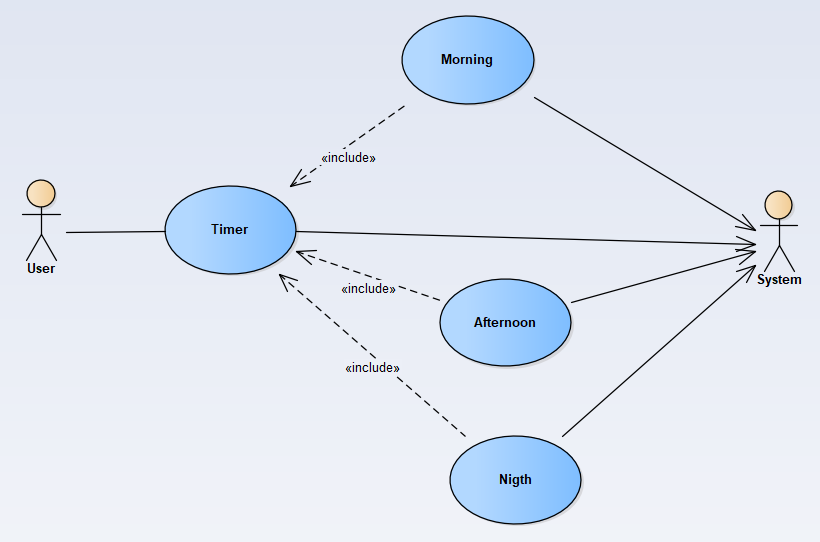 Morning
«include»
User
Timer
System
«include»
Afternoon
«include»
Nigth